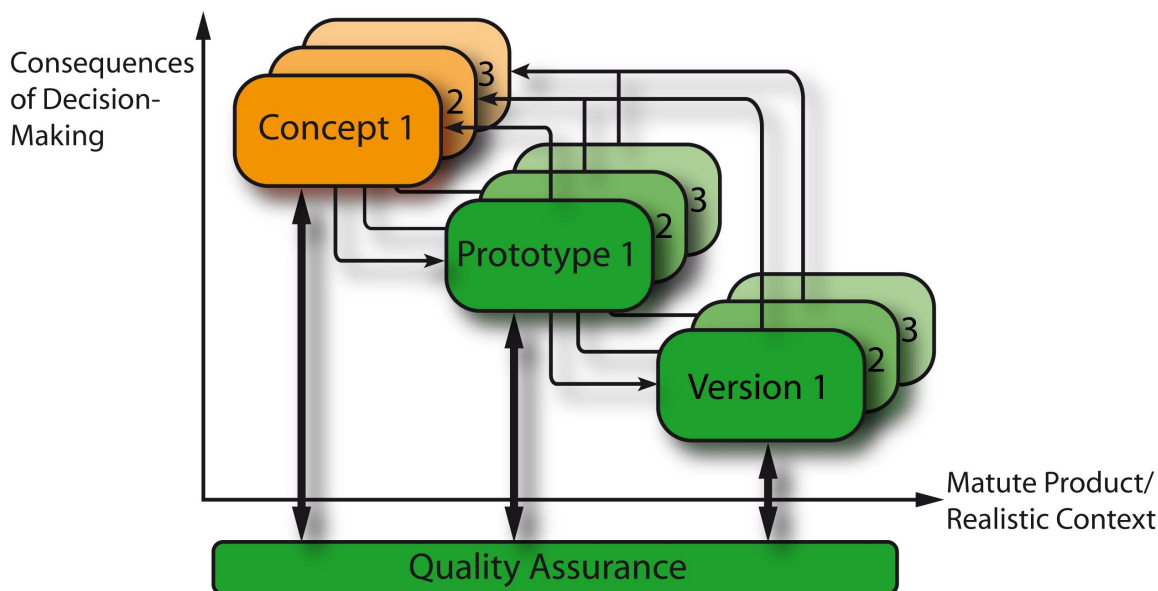 Consequences
of Decision-
Making
3
2
Concept 1
3
2
Prototype 1
3
2
Version 1
Matute Product/
Realistic Context
Quality Assurance